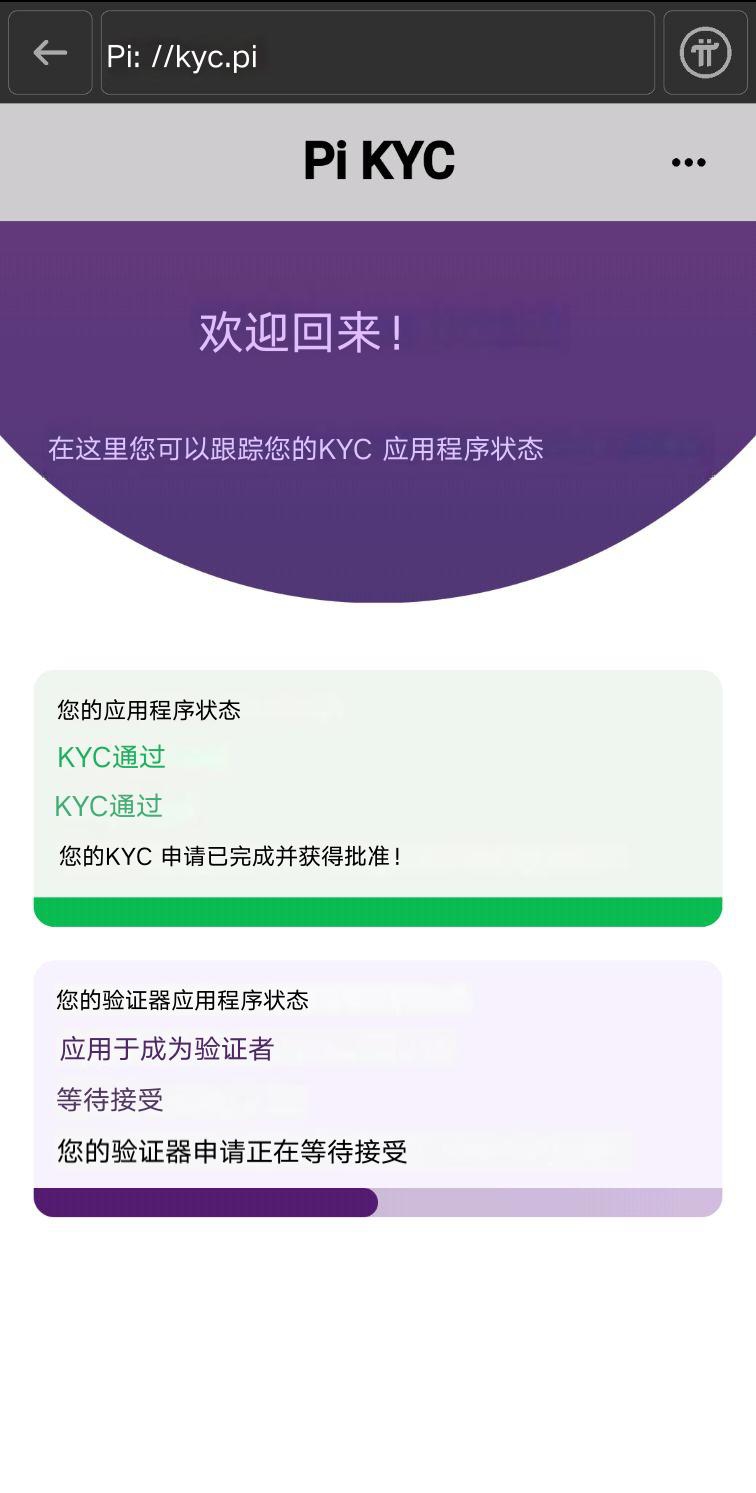 Pi: //kyc.pi
Pi KYC
欢迎回来！
在这里您可以跟踪您的KYC 应用程序状态
您的应用程序状态
KYC通过
KYC通过
您的KYC 申请已完成并获得批准！
您的验证器应用程序状态
应用于成为验证者
等待接受
您的验证器申请正在等待接受